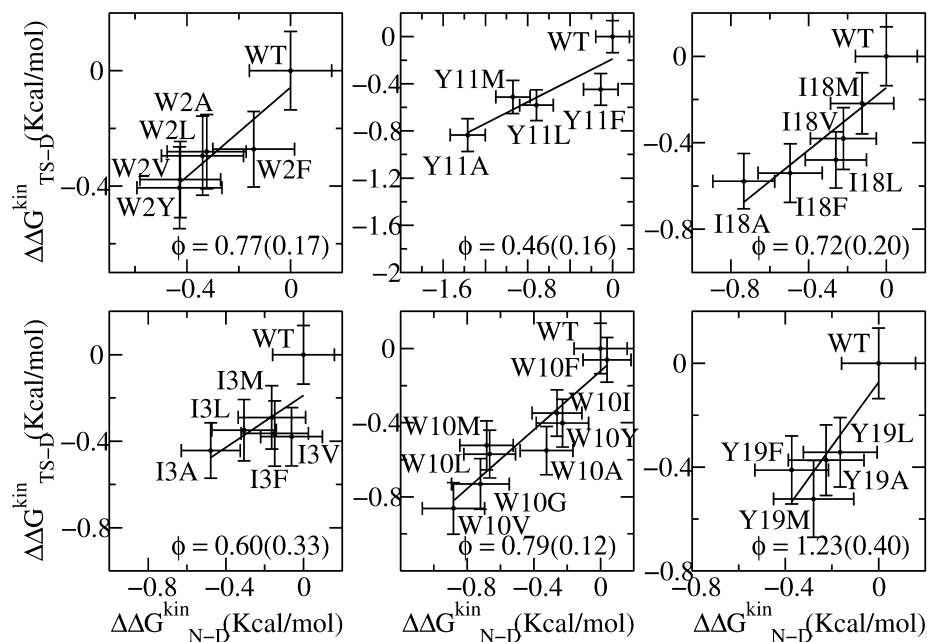 ΔΔG^kin_TS−D(Kcal/mol)
0
−0.4
WT
W2A
W2L
W2V
W2F
W2Y
ϕ = 0.77(0.17)
−0.4
0
0
−0.4
−0.8
−1.2
−1.6
−2
WT
Y11M
Y11L
Y11F
Y11A
ϕ = 0.46(0.16)
−1.6
−0.8
0
0
−0.4
−0.8
WT
I18M
I18V
I18L
I18A
I18F
ϕ = 0.72(0.20)
−0.8
−0.4
0
ΔΔG^kin_TS−D(Kcal/mol)
0
−0.4
−0.8
WT
I3M
I3L
I3V
I3A
I3F
ϕ = 0.60(0.33)
−0.8
−0.4
0
0
−0.4
−0.8
WT
W10F
W10I
W10M
W10Y
W10L
W10A
W10G
W10V
ϕ = 0.79(0.12)
−0.8
−0.4
0
0
−0.4
−0.8
WT
Y19L
Y19F
Y19A
Y19M
ϕ = 1.23(0.40)
−0.8
−0.4
0
ΔΔG^kin_N−D(Kcal/mol)
ΔΔG^kin_N−D(Kcal/mol)
ΔΔG^kin_N−D(Kcal/mol)